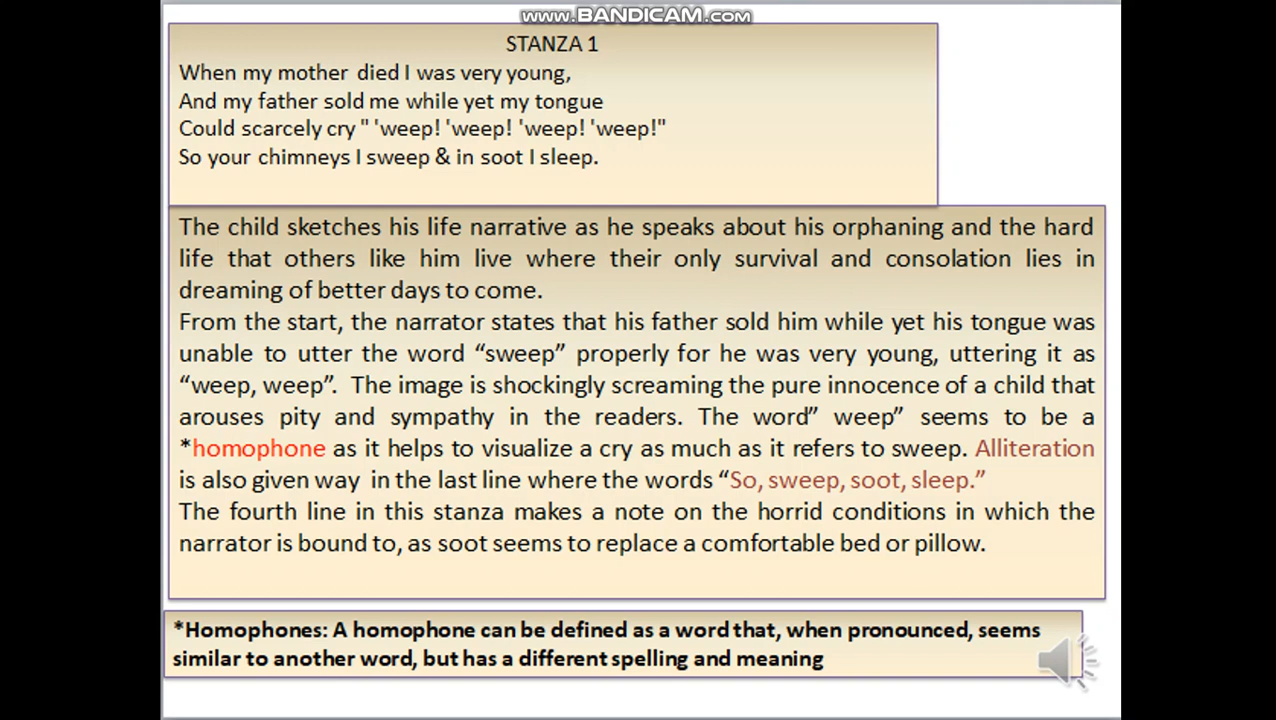 www.BANDICAM.com
STANZA 1
When my mother died I was very young,
And my father sold me while yet my tongue
Could scarcely cry " 'weep! 'weep! 'weep! 'weep!"
So your chimneys I sweep & in soot I sleep.
The child sketches his life narrative as he speaks about his orphaning and the hard
life that others like him live where their only survival and consolation lies in
dreaming of better days to come.
From the start, the narrator states that his father sold him while yet his tongue was
unable to utter the word “sweep” properly for he was very young, uttering it as
“weep, weep”. The image is shockingly screaming the pure innocence of a child that
arouses pity and sympathy in the readers. The word” weep” seems to be a
*homophone as it helps to visualize a cry as much as it refers to sweep. Alliteration
is also given way in the last line where the words “So, sweep, soot, sleep.”
The fourth line in this stanza makes a note on the horrid conditions in which the
narrator is bound to, as soot seems to replace a comfortable bed or pillow.
*Homophones: A homophone can be defined as a word that, when pronounced, seems
similar to another word, but has a different spelling and meaning